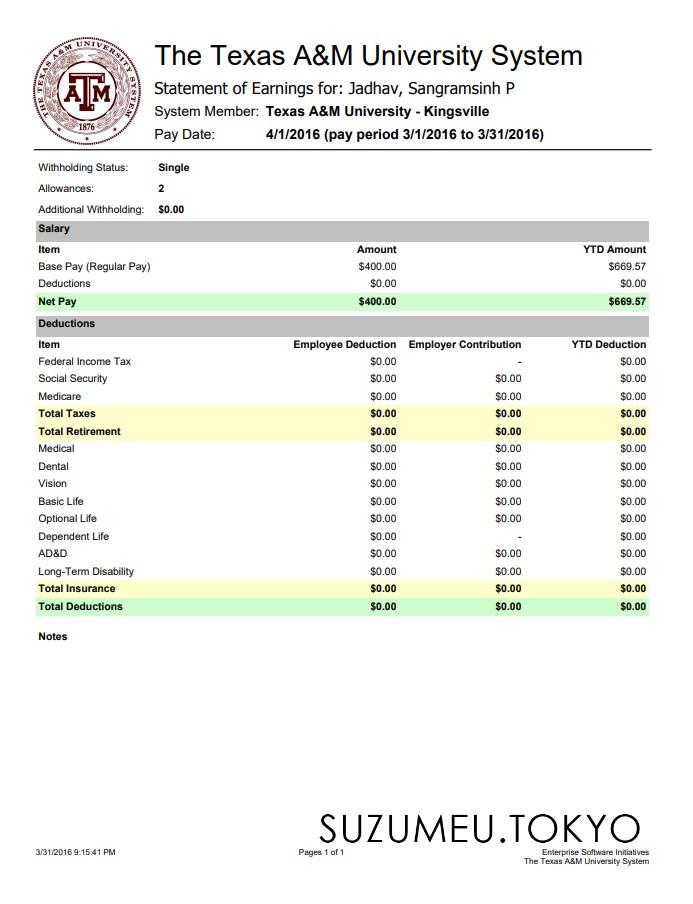 THE TEXAS A&M UNIVERSITY SYSTEM
ATM
1876
The Texas A&M University System
Statement of Earnings for: Jadhav, Sangramsinh P
System Member: Texas A&M University - Kingsville
Pay Date: 4/1/2016 (pay period 3/1/2016 to 3/31/2016)
Withholding Status: Single
Allowances: 2
Additional Withholding: $0.00
Salary
Item Amount YTD Amount
Base Pay (Regular Pay) $400.00 $669.57
Deductions $0.00 $0.00
Net Pay $400.00 $669.57
Deductions
Item Employee Deduction Employer Contribution YTD Deduction
Federal Income Tax $0.00 - $0.00
Social Security $0.00 $0.00 $0.00
Medicare $0.00 $0.00 $0.00
Total Taxes $0.00 $0.00 $0.00
Total Retirement $0.00 $0.00 $0.00
Medical $0.00 $0.00 $0.00
Dental $0.00 $0.00 $0.00
Vision $0.00 $0.00 $0.00
Basic Life $0.00 $0.00 $0.00
Optional Life $0.00 $0.00 $0.00
Dependent Life $0.00 - $0.00
AD&D $0.00 $0.00 $0.00
Long-Term Disability $0.00 $0.00 $0.00
Total Insurance $0.00 $0.00 $0.00
Total Deductions $0.00 $0.00 $0.00
Notes
SUZUMEU.TOKYO
3/31/2016 9:15:41 PM Pages 1 of 1 Enterprise Software Initiatives
The Texas A&M University System